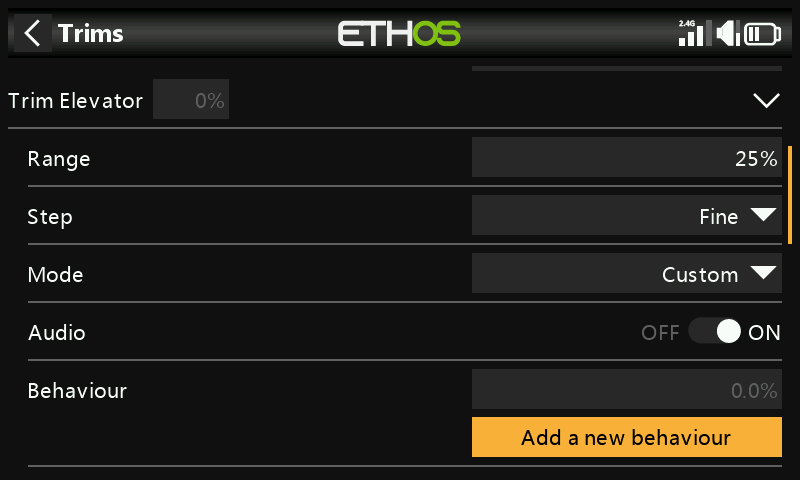 Trims
ETHOS
2.4G
Trim Elevator 0%
Range 25%
Step Fine
Mode Custom
Audio OFF ON
Behaviour 0.0%
Add a new behaviour